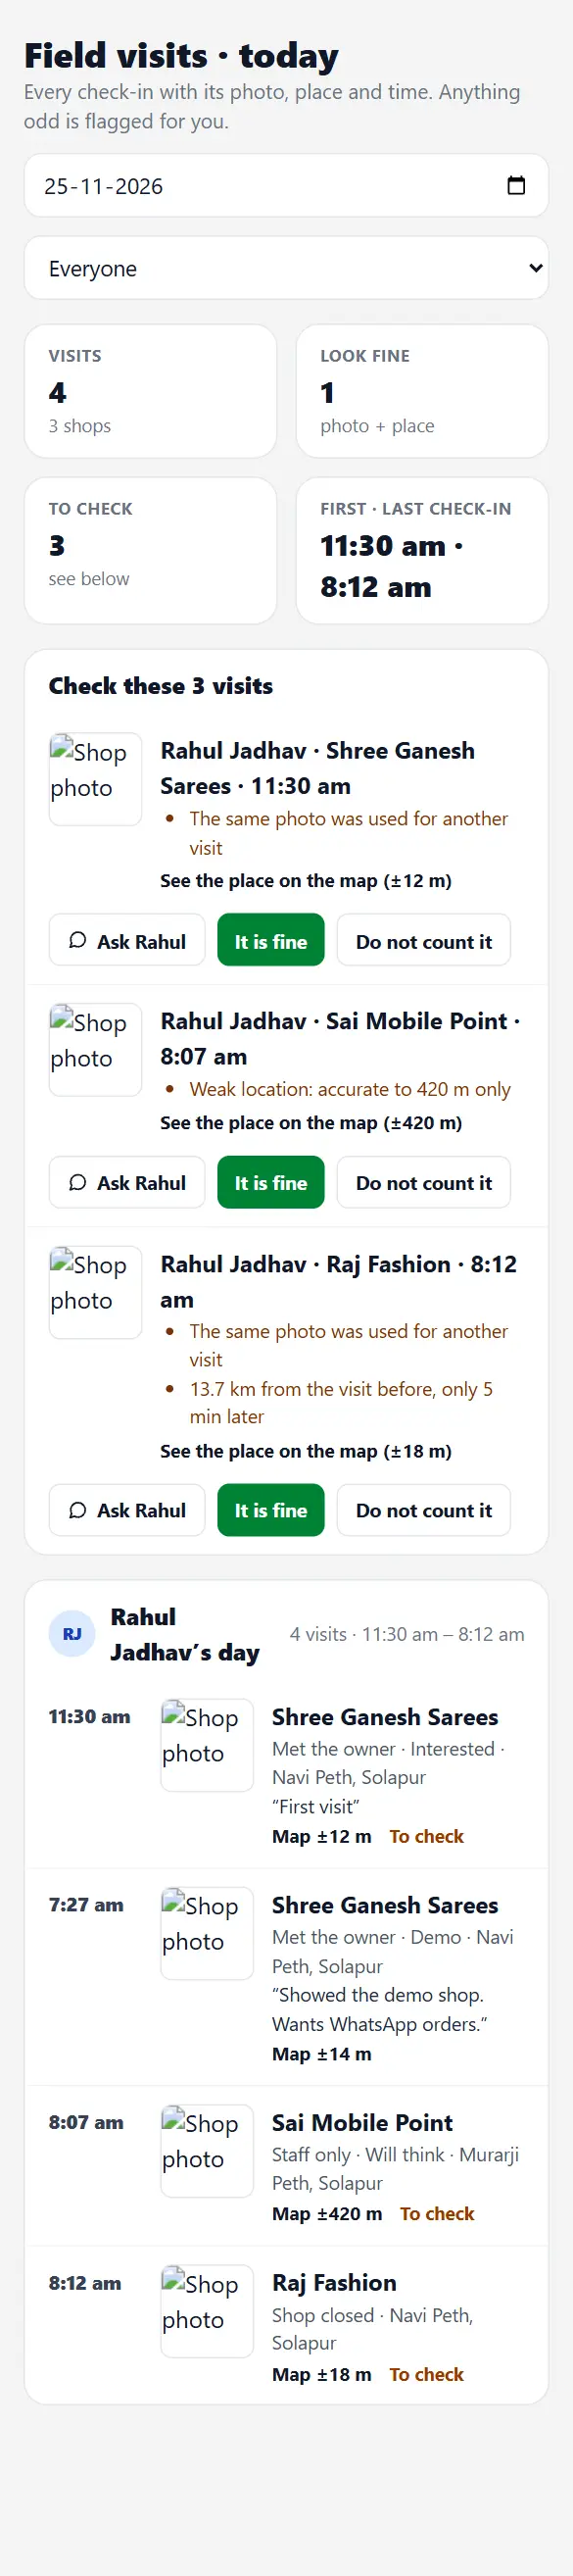 Field visits · today
Every check-in with its photo, place and time. Anything
odd is flagged for you.
25-11-2026
Everyone
VISITS
4
3 shops
LOOK FINE
1
photo + place
TO CHECK
3
see below
FIRST · LAST CHECK-IN
11:30 am ·
8:12 am
Check these 3 visits
Shop
photo
Rahul Jadhav · Shree Ganesh
Sarees · 11:30 am
• The same photo was used for another
visit
See the place on the map (±12 m)
Ask Rahul
It is fine
Do not count it
Shop
photo
Rahul Jadhav · Sai Mobile Point ·
8:07 am
• Weak location: accurate to 420 m only
See the place on the map (±420 m)
Ask Rahul
It is fine
Do not count it
Shop
photo
Rahul Jadhav · Raj Fashion · 8:12
am
• The same photo was used for another
visit
• 13.7 km from the visit before, only 5
min later
See the place on the map (±18 m)
Ask Rahul
It is fine
Do not count it
RJ
Rahul
Jadhav’s day
4 visits · 11:30 am – 8:12 am
11:30 am
Shop
photo
Shree Ganesh Sarees
Met the owner · Interested ·
Navi Peth, Solapur
“First visit”
Map ±12 m To check
7:27 am
Shop
photo
Shree Ganesh Sarees
Met the owner · Demo · Navi
Peth, Solapur
“Showed the demo shop.
Wants WhatsApp orders.”
Map ±14 m
8:07 am
Shop
photo
Sai Mobile Point
Staff only · Will think · Murarji
Peth, Solapur
Map ±420 m To check
8:12 am
Shop
photo
Raj Fashion
Shop closed · Navi Peth,
Solapur
Map ±18 m To check